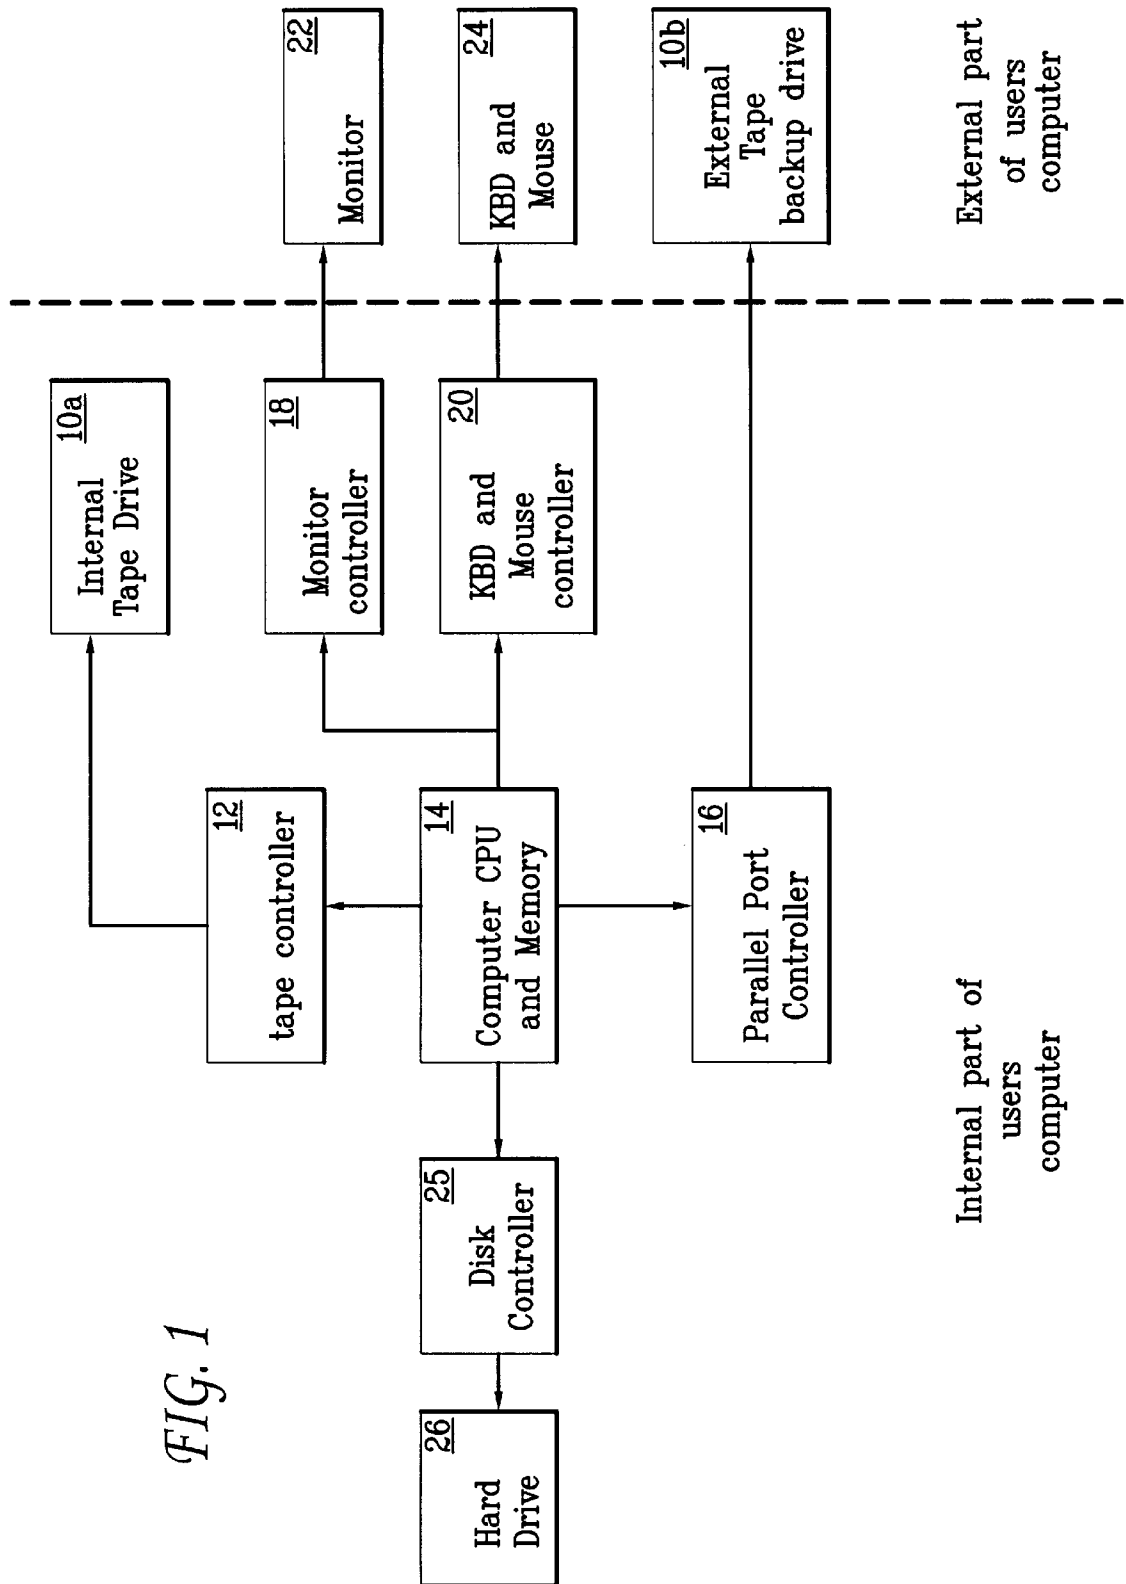 FIG. 1
10a
Internal
Tape Drive
12
tape controller
18
Monitor
controller
22
Monitor
26
Hard
Drive
25
Disk
Controller
14
Computer CPU
and Memory
20
KBD and
Mouse
controller
24
KBD and
Mouse
16
Parallel Port
Controller
10b
External
Tape
backup drive
Internal part of
users
computer
External part
of users
computer